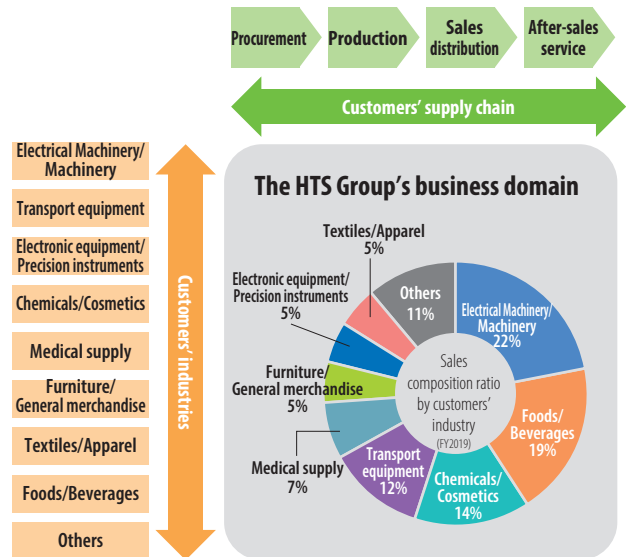 Procurement
Production
Sales
distribution
After-sales
service
Customers' supply chain
Electrical Machinery/
Machinery
Transport equipment
Electronic equipment/
Precision instruments
Chemicals/Cosmetics
Medical supply
Furniture/
General merchandise
Textiles/Apparel
Foods/Beverages
Others
Customers' industries
The HTS Group's business domain
Textiles/Apparel
5%
Electronic equipment/
Precision instruments
5%
Furniture/
General merchandise
5%
Medical supply
7%
Transport
equipment
12%
Chemicals/
Cosmetics
14%
Foods/
Beverages
19%
Electrical Machinery/
Machinery
22%
Others
11%
Sales
composition ratio
by customers'
industry
(FY2019)